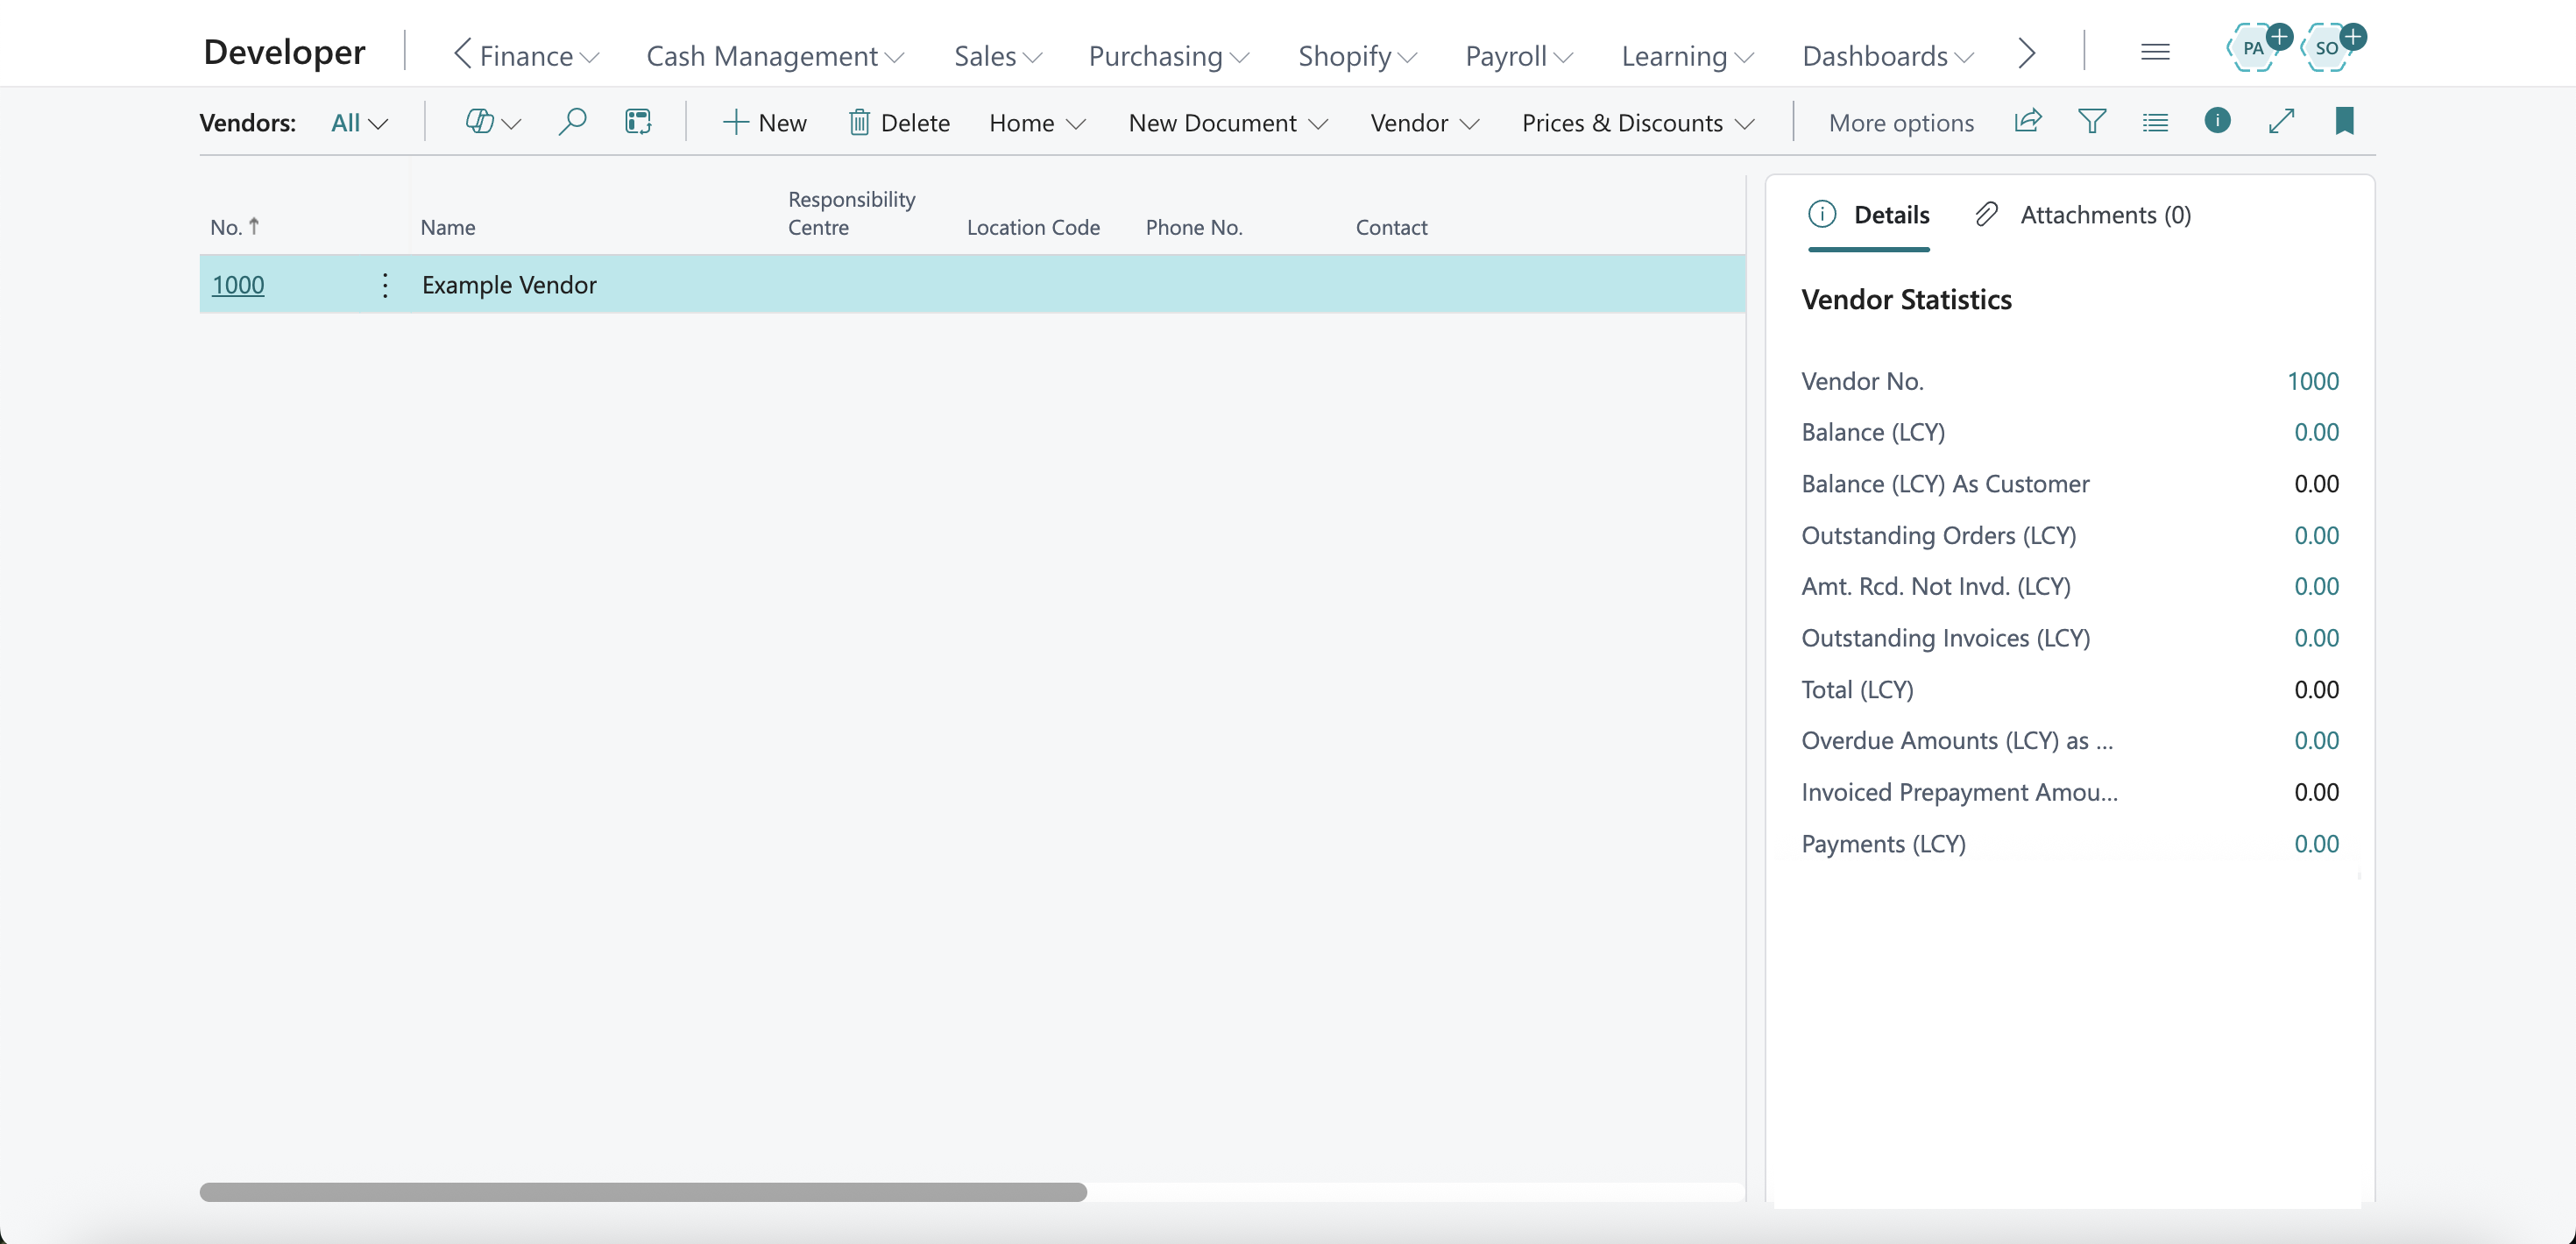 Developer Finance Cash Management Sales Purchasing Shopify Payroll Learning Dashboards PA SO
Vendors: All New Delete Home New Document Vendor Prices & Discounts More options
No. Name Responsibility Centre Location Code Phone No. Contact
1000 Example Vendor
Details Attachments (0)
Vendor Statistics
Vendor No. 1000
Balance (LCY) 0.00
Balance (LCY) As Customer 0.00
Outstanding Orders (LCY) 0.00
Amt. Rcd. Not Invd. (LCY) 0.00
Outstanding Invoices (LCY) 0.00
Total (LCY) 0.00
Overdue Amounts (LCY) as ... 0.00
Invoiced Prepayment Amou... 0.00
Payments (LCY) 0.00